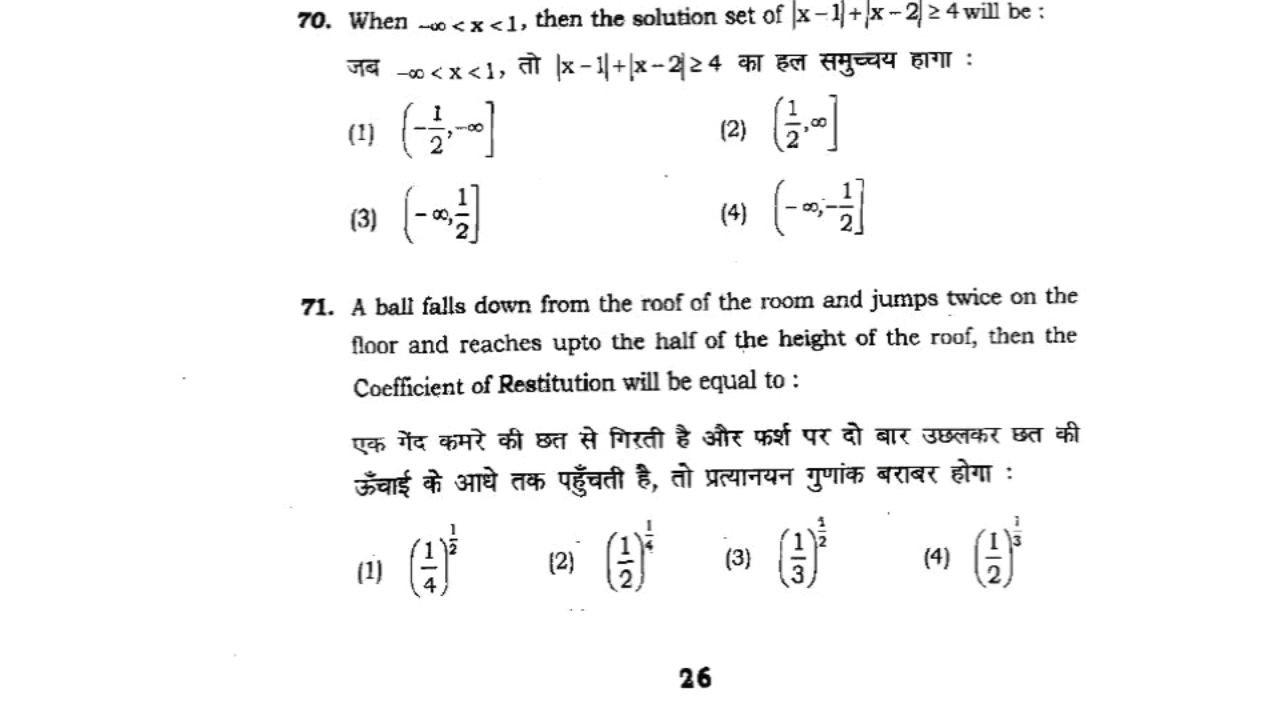 70. When -∞ < x < 1, then the solution set of |x – 1| + |x – 2| ≥ 4 will be :
जब -∞ < x < 1, तो |x – 1| + |x – 2| ≥ 4 का हल समुच्चय हागा :
(1) (-1/2, -∞] (2) (1/2, ∞]
(3) (-∞, 1/2] (4) (-∞, -1/2]
71. A ball falls down from the roof of the room and jumps twice on the
floor and reaches upto the half of the height of the roof, then the
Coefficient of Restitution will be equal to :
एक गेंद कमरे की छत से गिरती है और फर्श पर दो बार उछलकर छत की
ऊँचाई के आधे तक पहुँचती है, तो प्रत्यानयन गुणांक बराबर होगा :
(1) (1/4)^(1/2) (2) (1/2)^(1/4) (3) (1/3)^(1/2) (4) (1/2)^(1/3)
26